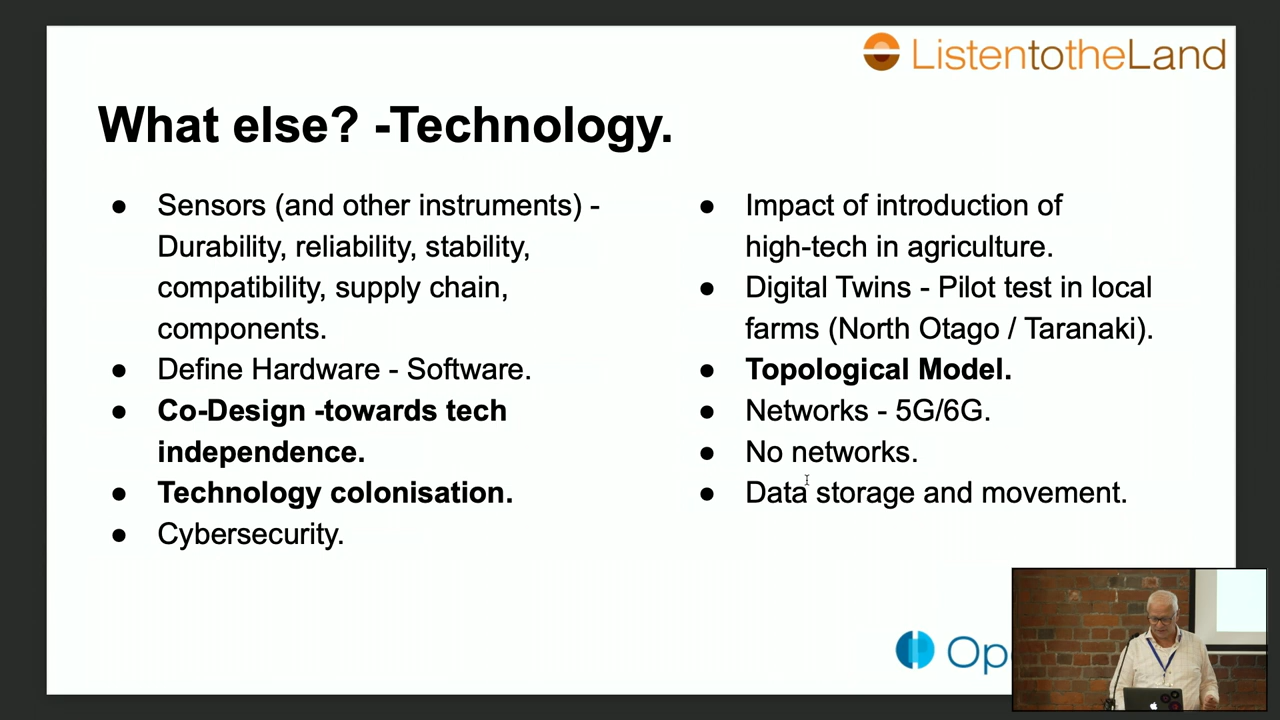 ListentotheLand
What else? -Technology.
● Sensors (and other instruments) -
Durability, reliability, stability,
compatibility, supply chain,
components.
● Define Hardware - Software.
● Co-Design -towards tech
independence.
● Technology colonisation.
● Cybersecurity.
● Impact of introduction of
high-tech in agriculture.
● Digital Twins - Pilot test in local
farms (North Otago / Taranaki).
● Topological Model.
● Networks - 5G/6G.
● No networks.
● Data storage and movement.